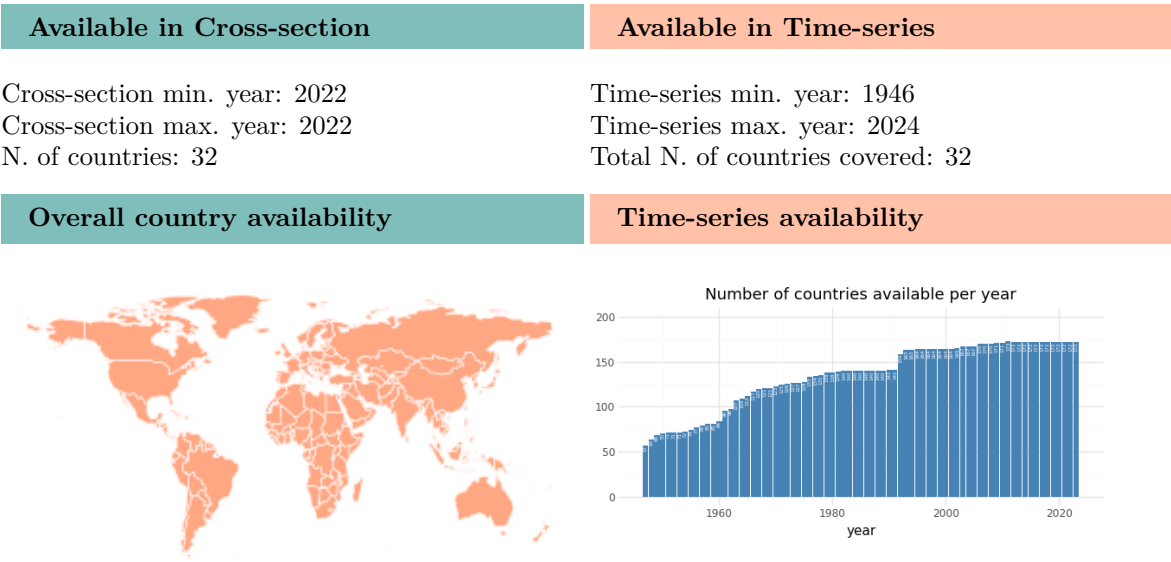 Available in Cross-section
Available in Time-series
Cross-section min. year: 2022
Cross-section max. year: 2022
N. of countries: 32
Time-series min. year: 1946
Time-series max. year: 2024
Total N. of countries covered: 32
Overall country availability
Time-series availability
Number of countries available per year
200
150
100
50
0
1960
1980
2000
2020
year